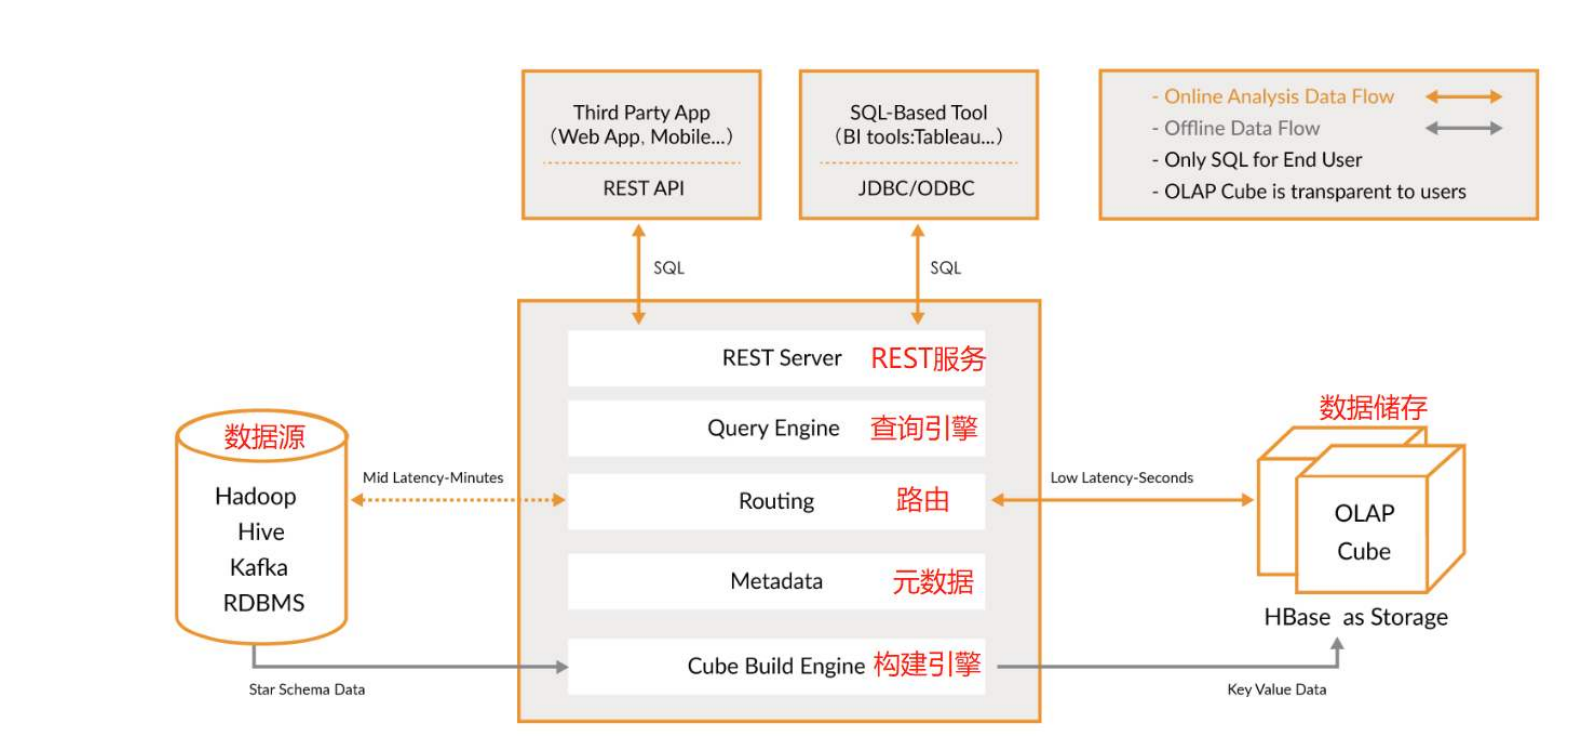 Third Party App
（Web App, Mobile...）
REST API
SQL-Based Tool
（BI tools:Tableau...）
JDBC/ODBC
- Online Analysis Data Flow
- Offline Data Flow
- Only SQL for End User
- OLAP Cube is transparent to users
SQL
SQL
REST Server REST服务
Query Engine 查询引擎
Routing 路由
Metadata 元数据
Cube Build Engine 构建引擎
数据源
Hadoop
Hive
Kafka
RDBMS
Mid Latency-Minutes
Star Schema Data
Low Latency-Seconds
数据储存
OLAP
Cube
HBase as Storage
Key Value Data